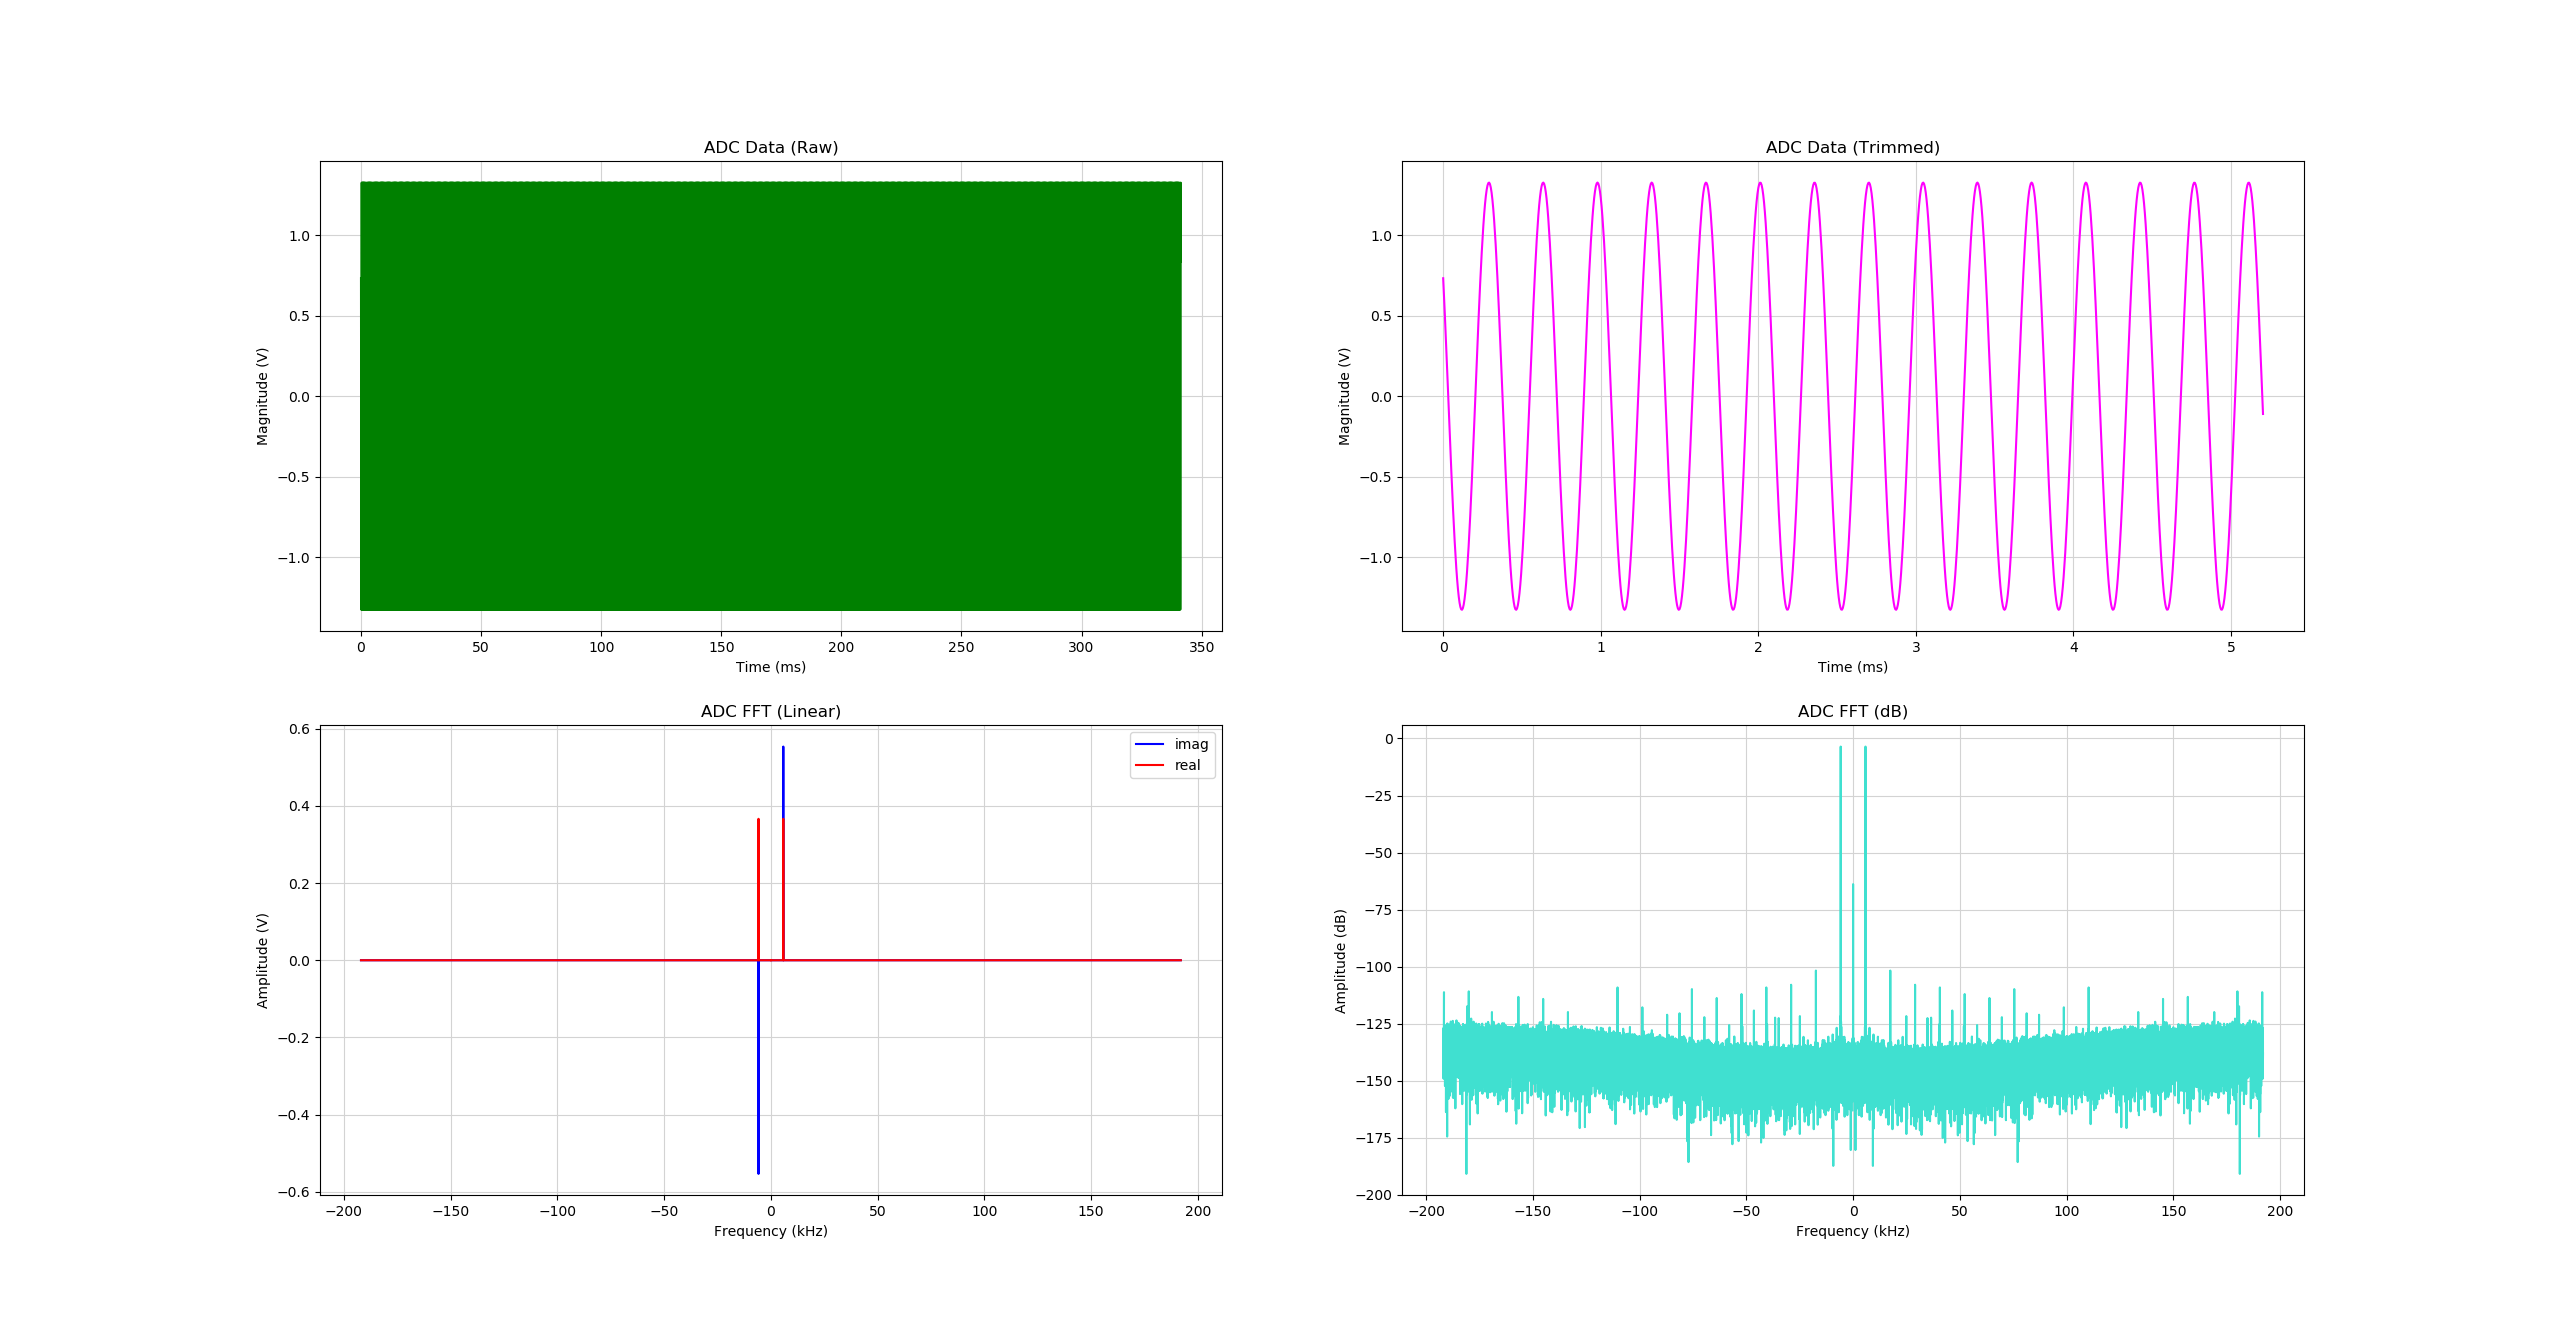 ADC Data (Raw)
1.0
0.5
0.0
−0.5
−1.0
Magnitude (V)
0 50 100 150 200 250 300 350
Time (ms)
ADC Data (Trimmed)
1.0
0.5
0.0
−0.5
−1.0
Magnitude (V)
0 1 2 3 4 5
Time (ms)
ADC FFT (Linear)
0.6
0.4
0.2
0.0
−0.2
−0.4
−0.6
Amplitude (V)
imag
real
−200 −150 −100 −50 0 50 100 150 200
Frequency (kHz)
ADC FFT (dB)
0
−25
−50
−75
−100
−125
−150
−175
−200
Amplitude (dB)
−200 −150 −100 −50 0 50 100 150 200
Frequency (kHz)